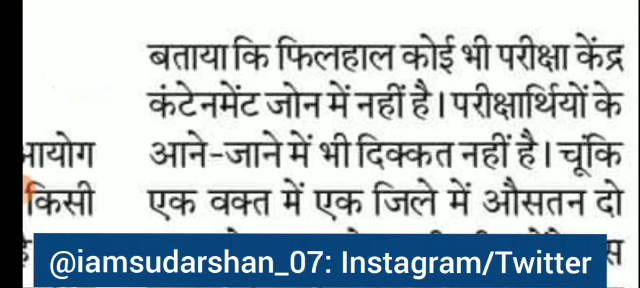 बताया कि फिलहाल कोई भी परीक्षा केंद्र
कंटेनमेंट जोन में नहीं है। परीक्षार्थियों के
आने-जाने में भी दिक्कत नहीं है। चूंकि
एक वक्त में एक जिले में औसतन दो
आयोग
किसी
@iamsudarshan_07: Instagram/Twitter